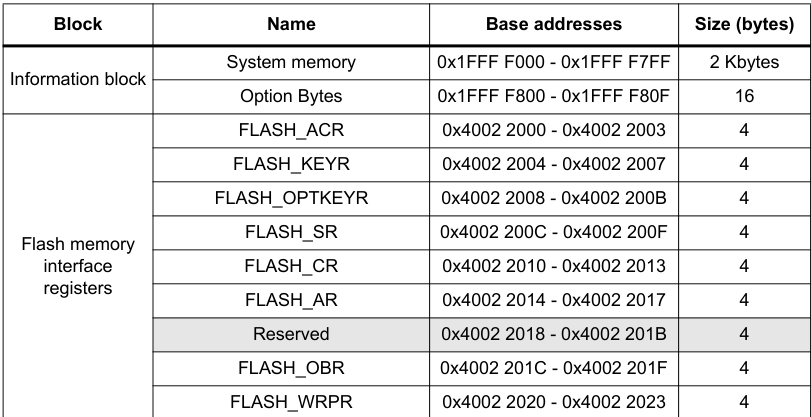 Block Name Base addresses Size (bytes)
Information block
System memory 0x1FFF F000 - 0x1FFF F7FF 2 Kbytes
Option Bytes 0x1FFF F800 - 0x1FFF F80F 16
Flash memory
interface
registers
FLASH_ACR 0x4002 2000 - 0x4002 2003 4
FLASH_KEYR 0x4002 2004 - 0x4002 2007 4
FLASH_OPTKEYR 0x4002 2008 - 0x4002 200B 4
FLASH_SR 0x4002 200C - 0x4002 200F 4
FLASH_CR 0x4002 2010 - 0x4002 2013 4
FLASH_AR 0x4002 2014 - 0x4002 2017 4
Reserved 0x4002 2018 - 0x4002 201B 4
FLASH_OBR 0x4002 201C - 0x4002 201F 4
FLASH_WRPR 0x4002 2020 - 0x4002 2023 4